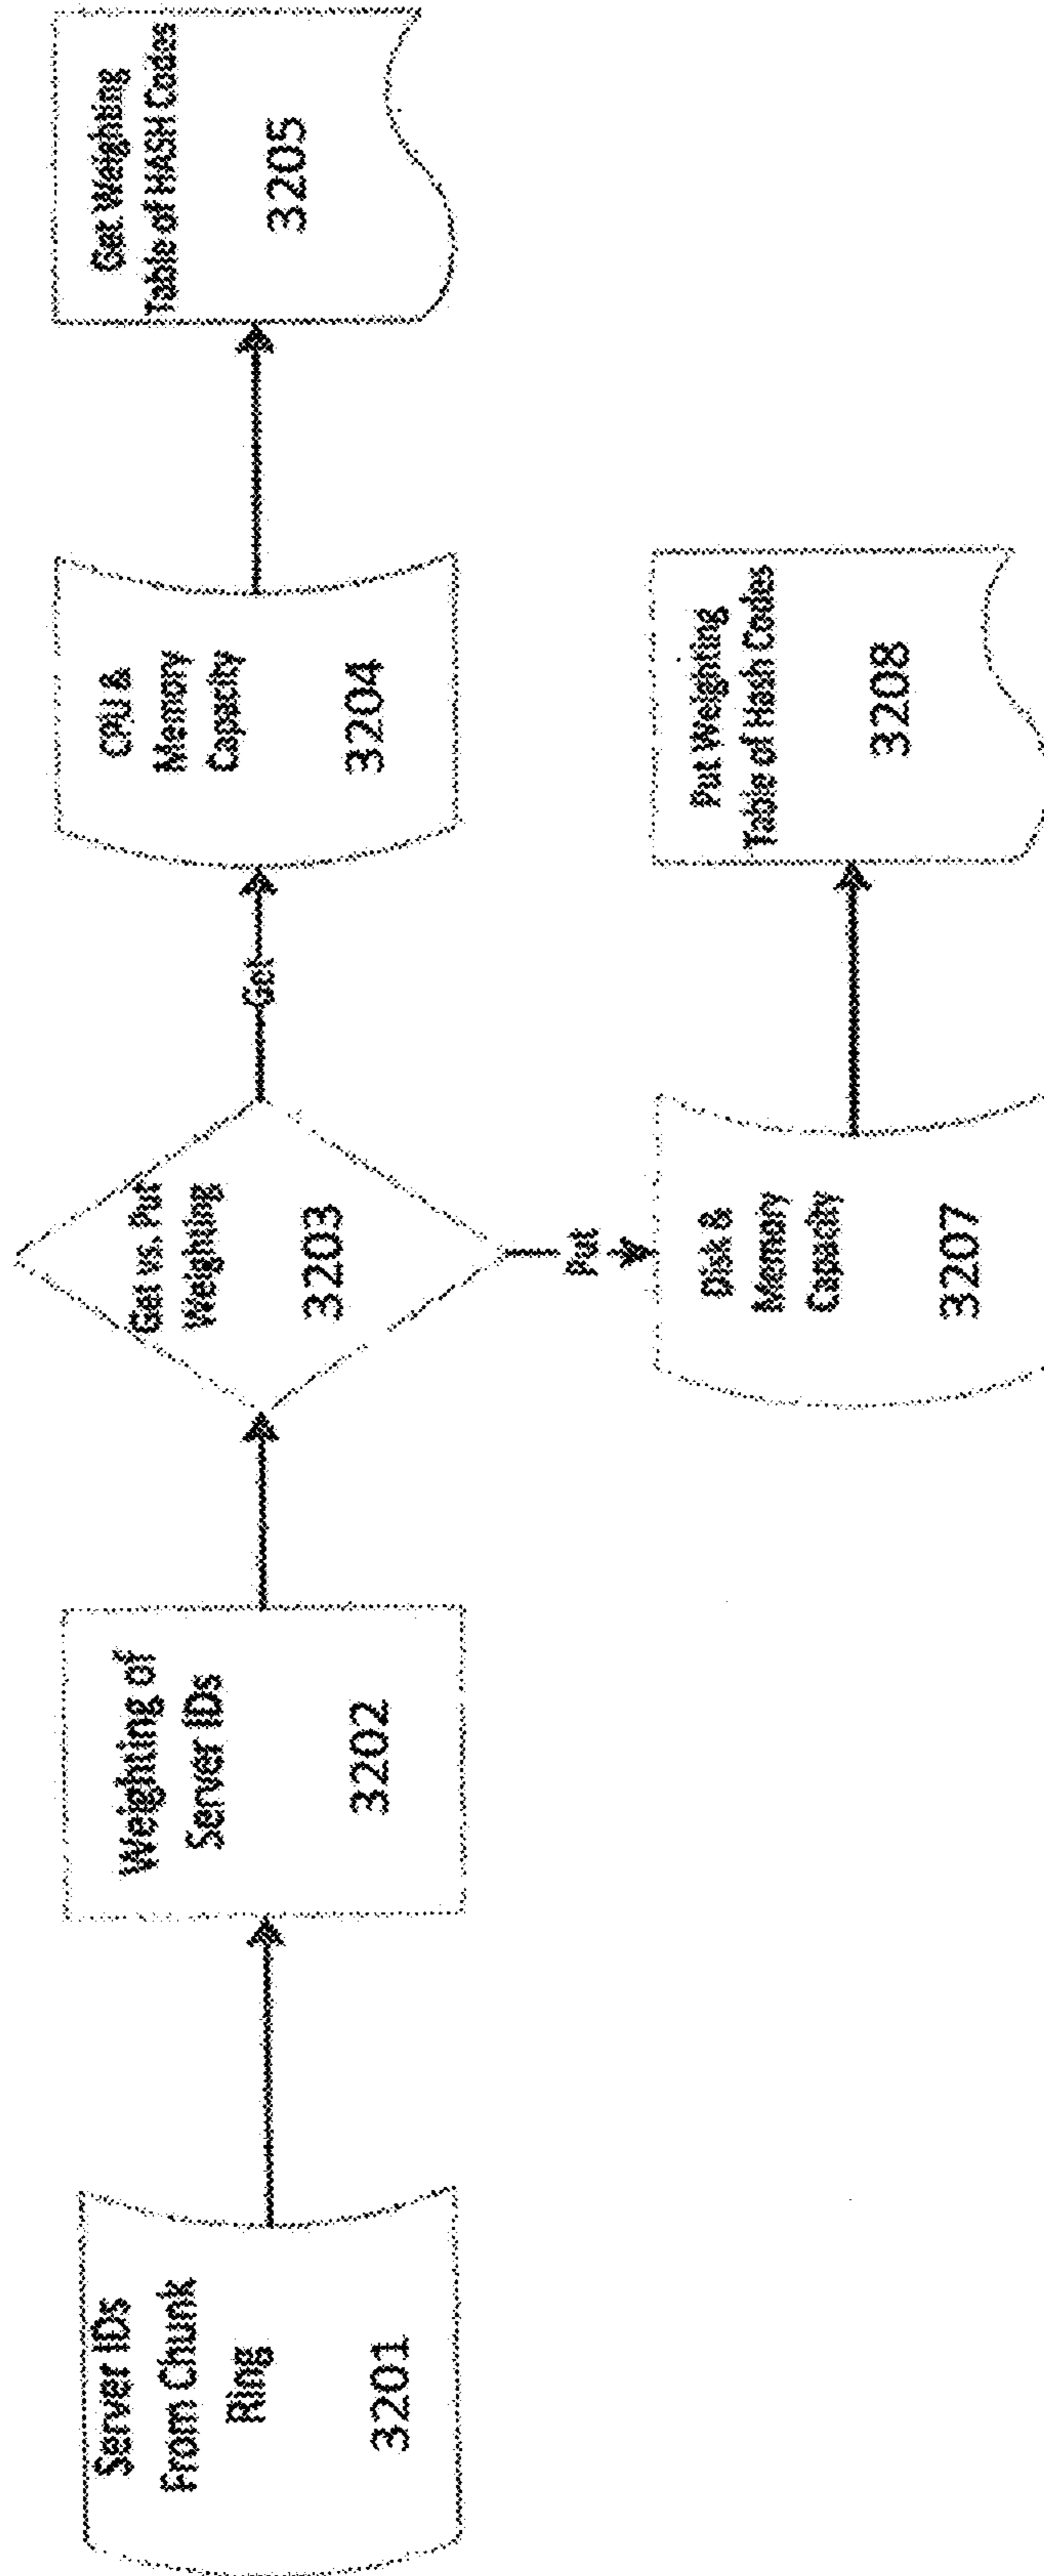 Server IDs
From Chunk
Ring
3201
Weighting of
Server IDs
3202
Get vs. Put
Weighting
3203
Get
CPU &
Memory
Capacity
3204
Get Weighting
Table of HASH Codes
3205
Put
Disk &
Memory
Capacity
3207
Put Weighting
Table of Hash Codes
3208